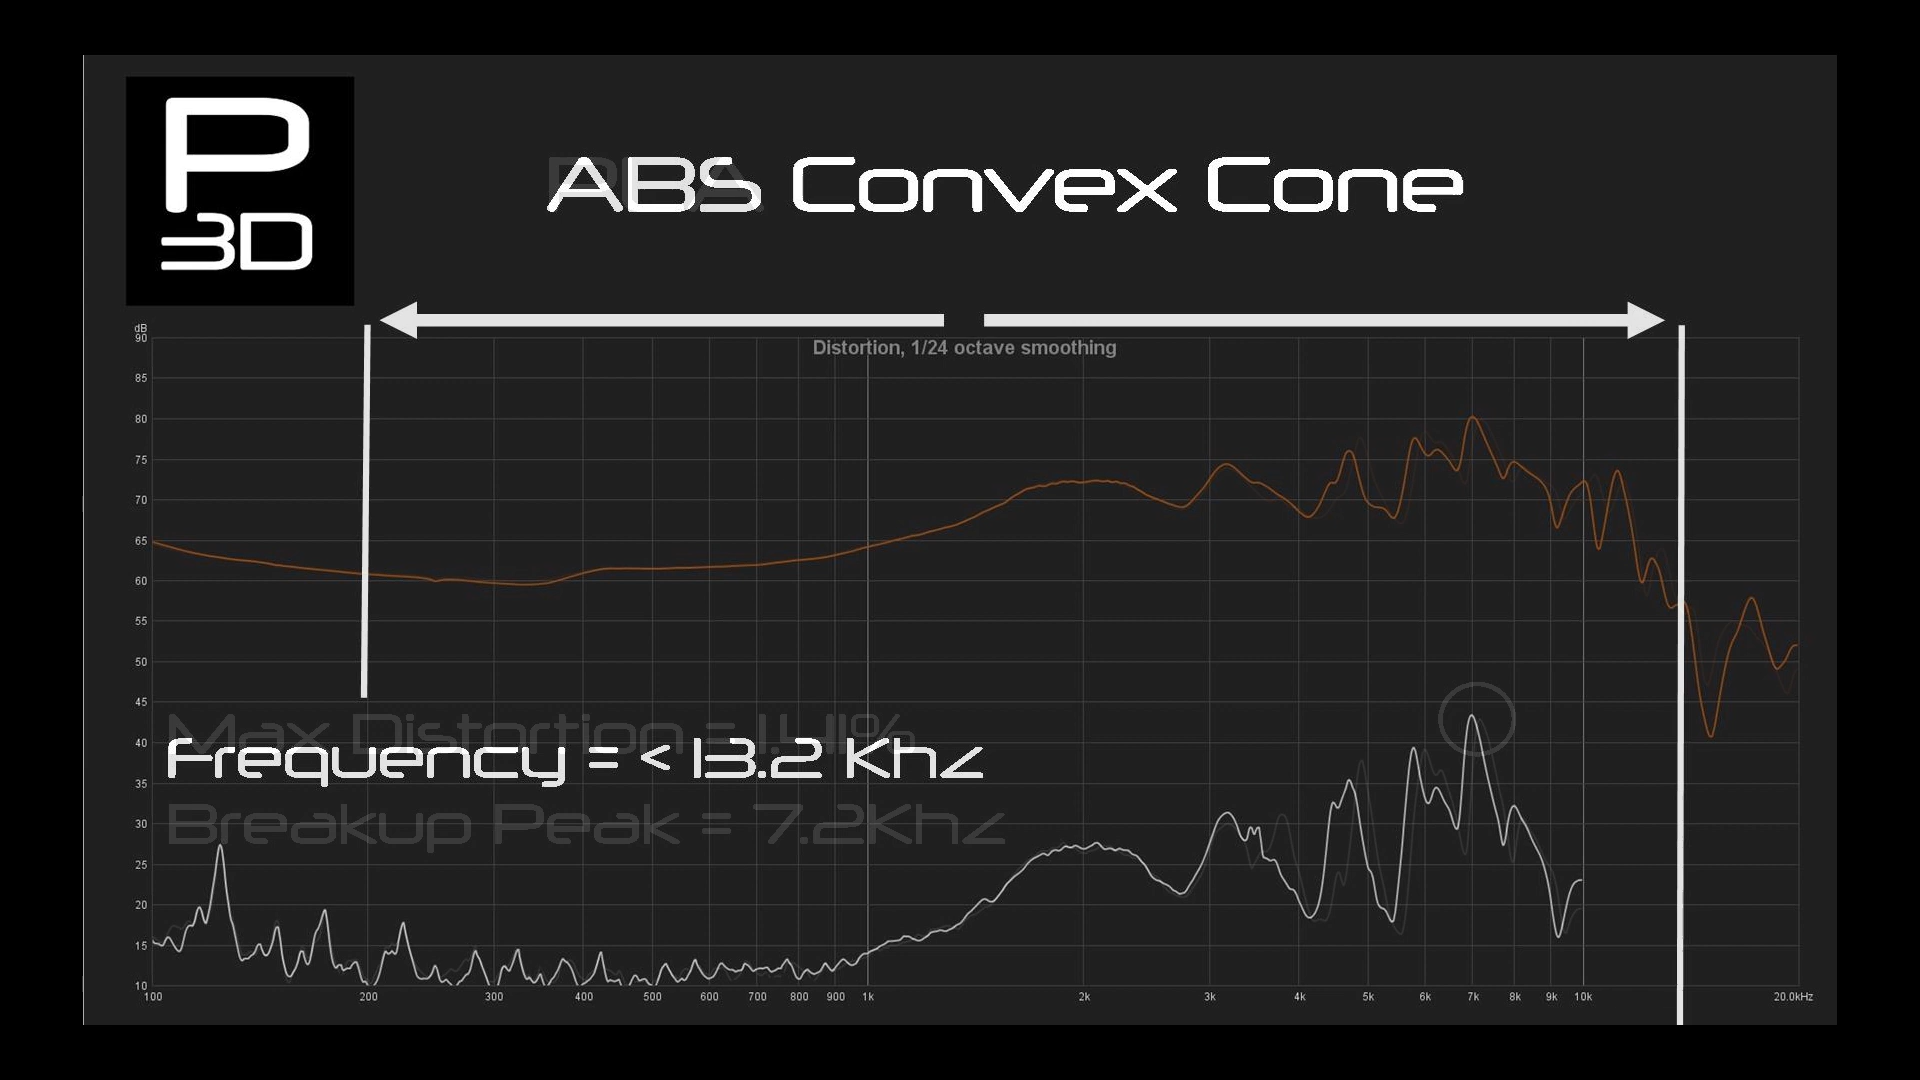 P
3D
ABS Convex Cone
dB
Distortion, 1/24 octave smoothing
90
85
80
75
70
65
60
55
50
45
40
35
30
25
20
15
10
Max Distortion = 1.41%
Frequency = < 13.2 Khz
Breakup Peak = 7.2Khz
100 200 300 400 500 600 700 800 900 1k 2k 3k 4k 5k 6k 7k 8k 9k 10k 20.0kHz